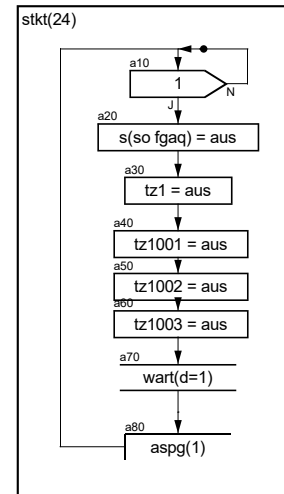 stkt(24)
a10
1
N
J
a20
s(so fgaq) = aus
a30
tz1 = aus
a40
tz1001 = aus
a50
tz1002 = aus
a60
tz1003 = aus
a70
wart(d=1)
a80
aspg(1)